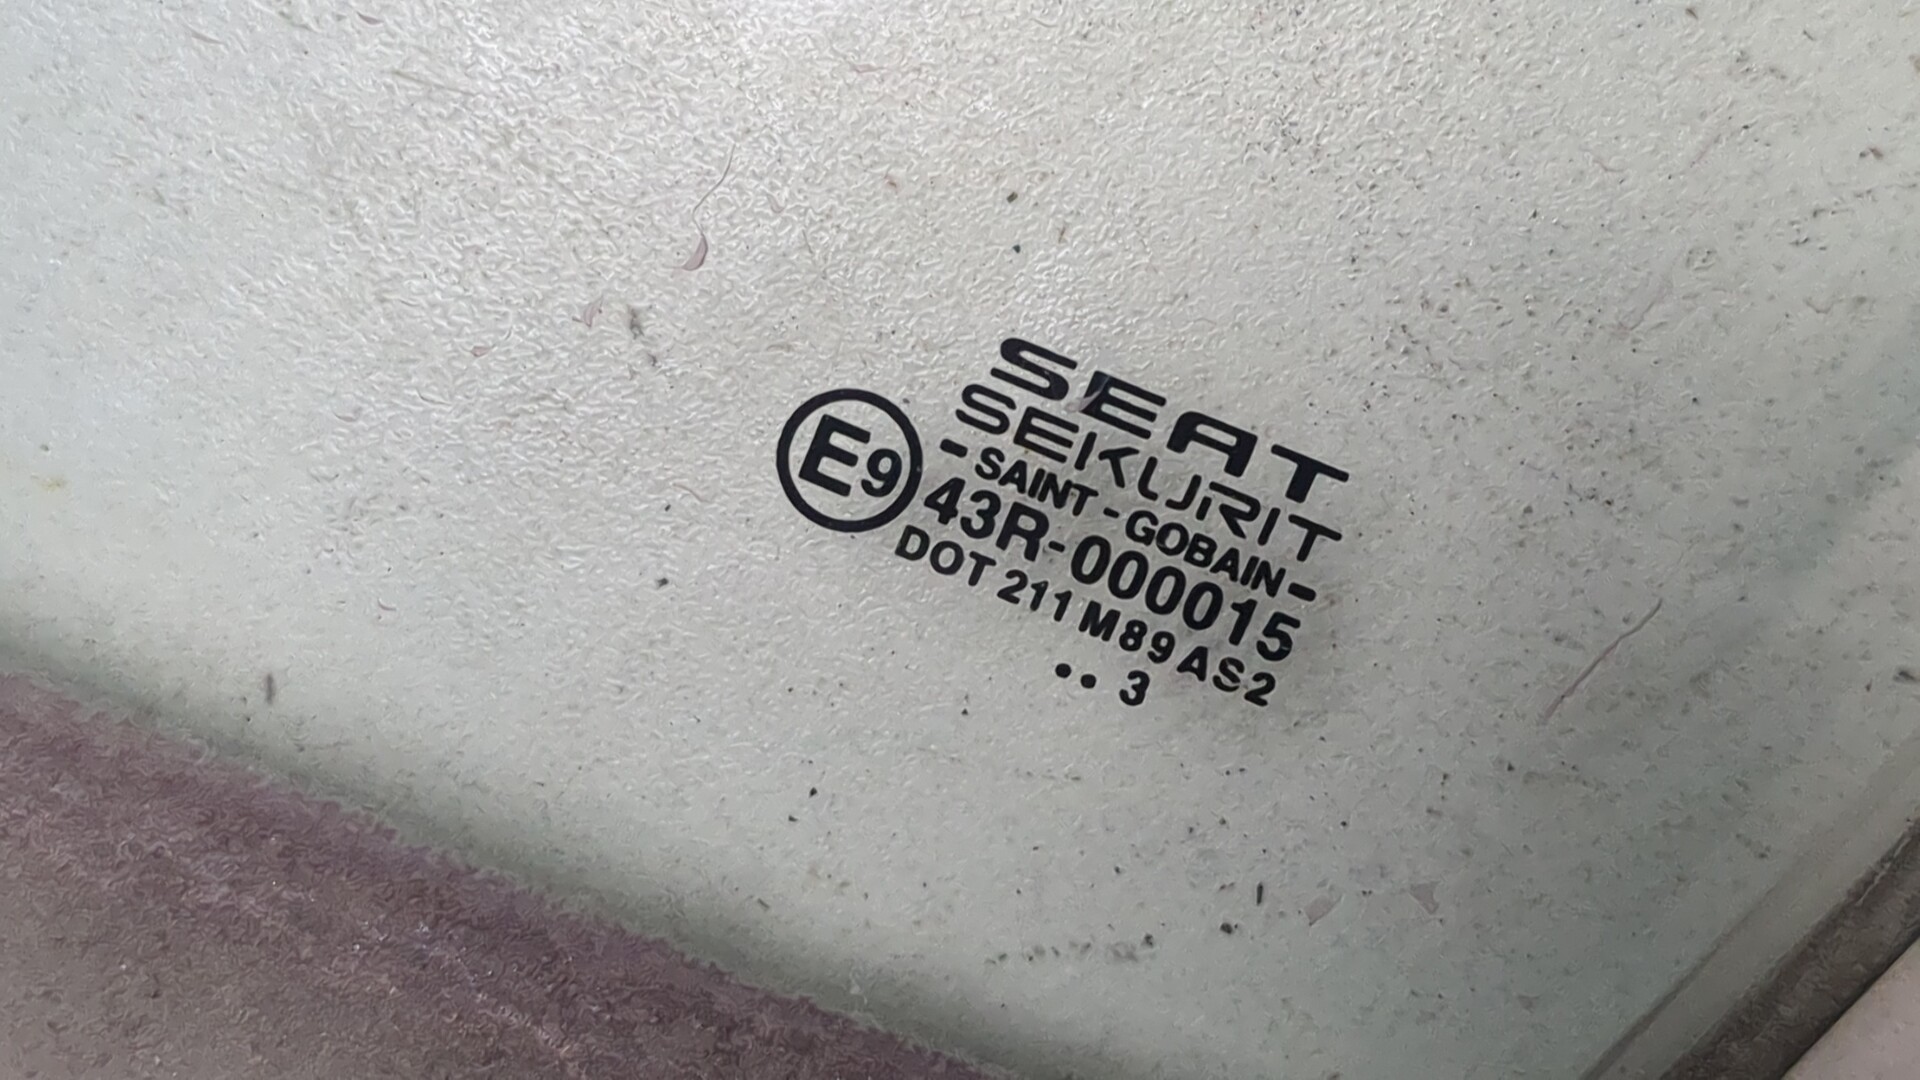 SEAT
SEKURIT
-SAINT-GOBAIN-
E9 43R-000015
DOT 211 M89 AS2
•• 3